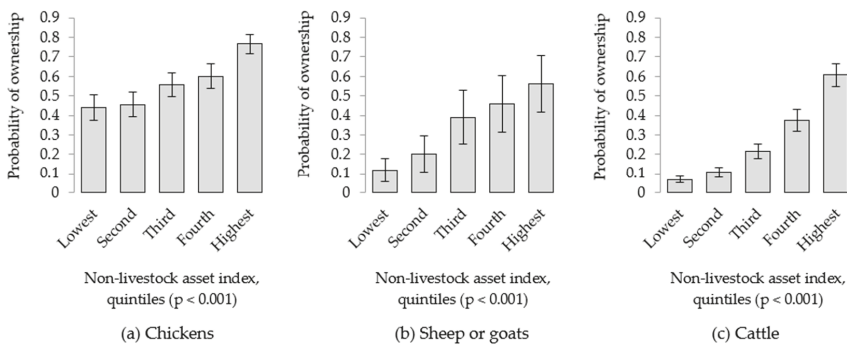 Probability of ownership
0.9
0.8
0.7
0.6
0.5
0.4
0.3
0.2
0.1
0
Lowest
Second
Third
Fourth
Highest
Non-livestock asset index,
quintiles (p < 0.001)
(a) Chickens
Probability of ownership
0.9
0.8
0.7
0.6
0.5
0.4
0.3
0.2
0.1
0
Lowest
Second
Third
Fourth
Highest
Non-livestock asset index,
quintiles (p < 0.001)
(b) Sheep or goats
Probability of ownership
0.9
0.8
0.7
0.6
0.5
0.4
0.3
0.2
0.1
0
Lowest
Second
Third
Fourth
Highest
Non-livestock asset index,
quintiles (p < 0.001)
(c) Cattle